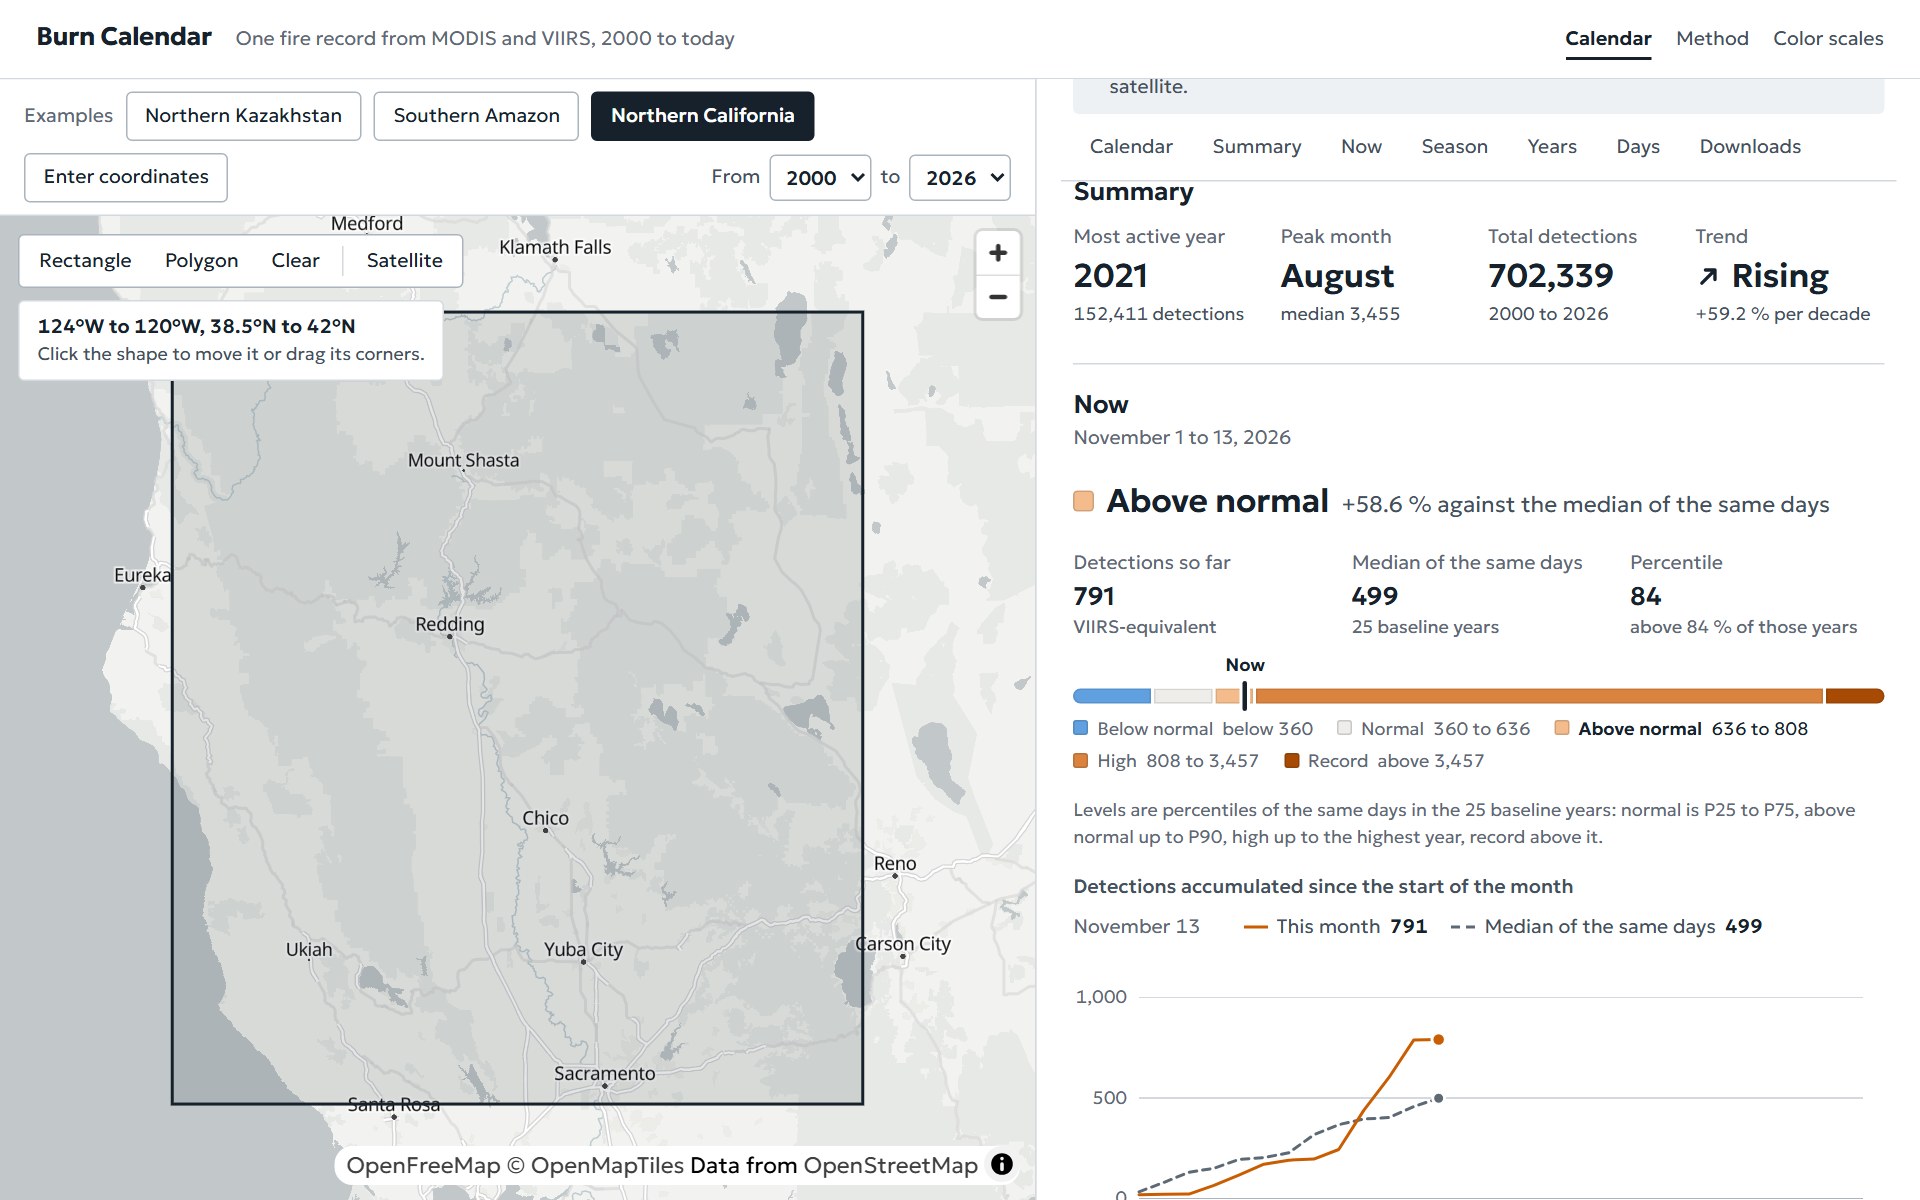 Burn Calendar One fire record from MODIS and VIIRS, 2000 to today
Calendar Method Color scales
Examples Northern Kazakhstan Southern Amazon Northern California
Enter coordinates From 2000 to 2026
Rectangle Polygon Clear Satellite
124°W to 120°W, 38.5°N to 42°N
Click the shape to move it or drag its corners.
+
−
Medford
Klamath Falls
Mount Shasta
Eureka
Redding
Chico
Reno
Carson City
Ukiah
Yuba City
Sacramento
Santa Rosa
OpenFreeMap © OpenMapTiles Data from OpenStreetMap
satellite.
Calendar Summary Now Season Years Days Downloads
Summary
Most active year Peak month Total detections Trend
2021 August 702,339 ↗ Rising
152,411 detections median 3,455 2000 to 2026 +59.2 % per decade
Now
November 1 to 13, 2026
Above normal +58.6 % against the median of the same days
Detections so far Median of the same days Percentile
791 499 84
VIIRS-equivalent 25 baseline years above 84 % of those years
Now
Below normal below 360 Normal 360 to 636 Above normal 636 to 808
High 808 to 3,457 Record above 3,457
Levels are percentiles of the same days in the 25 baseline years: normal is P25 to P75, above
normal up to P90, high up to the highest year, record above it.
Detections accumulated since the start of the month
November 13 This month 791 Median of the same days 499
1,000
500
0